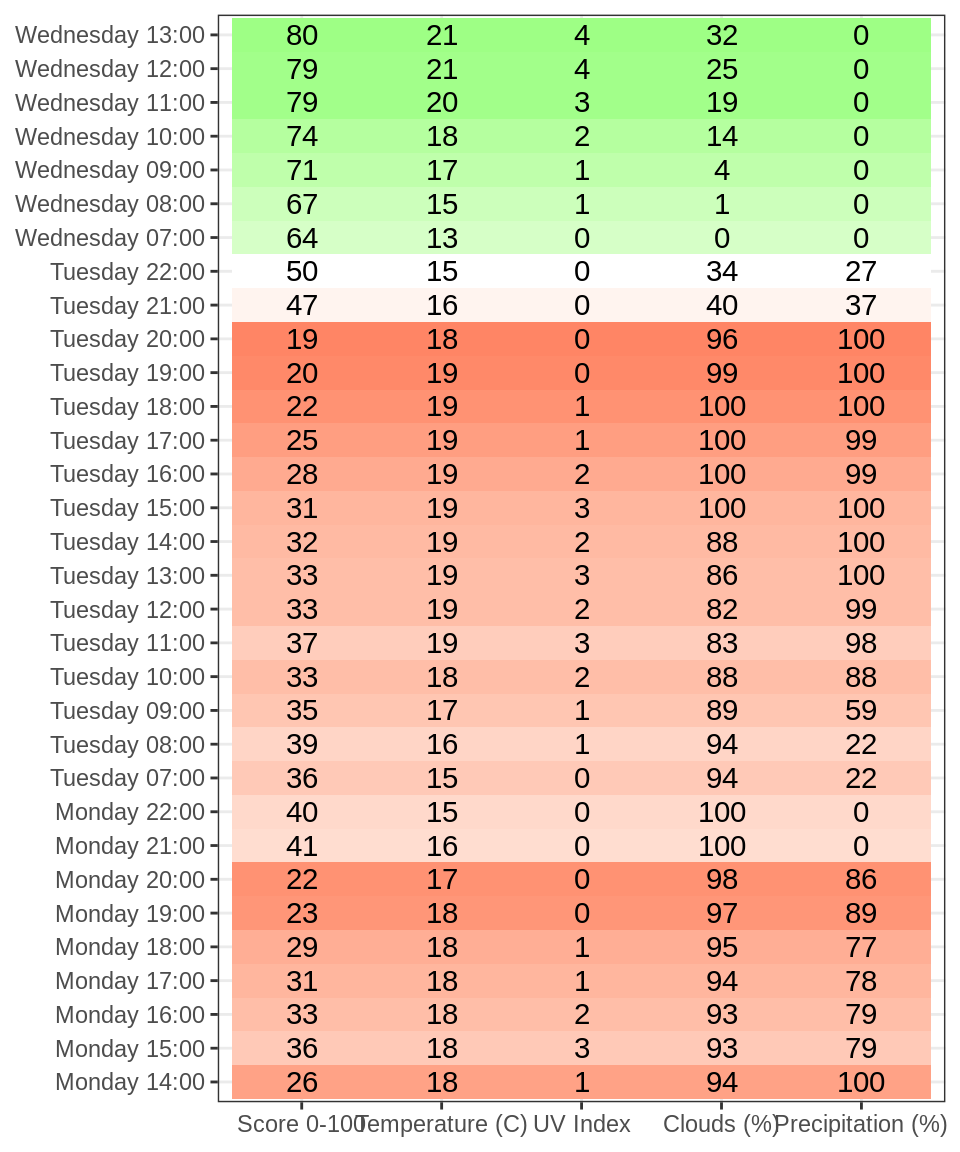 Wednesday 13:00 80 21 4 32 0
Wednesday 12:00 79 21 4 25 0
Wednesday 11:00 79 20 3 19 0
Wednesday 10:00 74 18 2 14 0
Wednesday 09:00 71 17 1 4 0
Wednesday 08:00 67 15 1 1 0
Wednesday 07:00 64 13 0 0 0
Tuesday 22:00 50 15 0 34 27
Tuesday 21:00 47 16 0 40 37
Tuesday 20:00 19 18 0 96 100
Tuesday 19:00 20 19 0 99 100
Tuesday 18:00 22 19 1 100 100
Tuesday 17:00 25 19 1 100 99
Tuesday 16:00 28 19 2 100 99
Tuesday 15:00 31 19 3 100 100
Tuesday 14:00 32 19 2 88 100
Tuesday 13:00 33 19 3 86 100
Tuesday 12:00 33 19 2 82 99
Tuesday 11:00 37 19 3 83 98
Tuesday 10:00 33 18 2 88 88
Tuesday 09:00 35 17 1 89 59
Tuesday 08:00 39 16 1 94 22
Tuesday 07:00 36 15 0 94 22
Monday 22:00 40 15 0 100 0
Monday 21:00 41 16 0 100 0
Monday 20:00 22 17 0 98 86
Monday 19:00 23 18 0 97 89
Monday 18:00 29 18 1 95 77
Monday 17:00 31 18 1 94 78
Monday 16:00 33 18 2 93 79
Monday 15:00 36 18 3 93 79
Monday 14:00 26 18 1 94 100
Score 0-100 Temperature (C) UV Index Clouds (%) Precipitation (%)